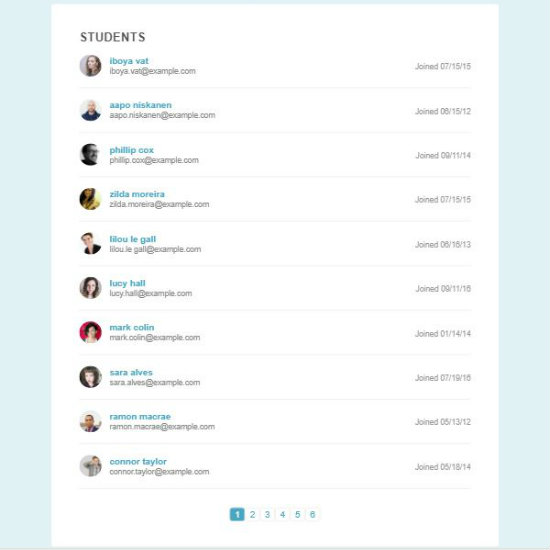 STUDENTS
iboya vat
iboya.vat@example.com
Joined 07/15/15
aapo niskanen
aapo.niskanen@example.com
Joined 06/15/12
phillip cox
phillip.cox@example.com
Joined 09/11/14
zilda moreira
zilda.moreira@example.com
Joined 07/15/15
lilou le gall
lilou.le gall@example.com
Joined 06/16/13
lucy hall
lucy.hall@example.com
Joined 09/11/16
mark colin
mark.colin@example.com
Joined 01/14/14
sara alves
sara.alves@example.com
Joined 07/19/16
ramon macrae
ramon.macrae@example.com
Joined 05/13/12
connor taylor
connor.taylor@example.com
Joined 05/18/14
1 2 3 4 5 6